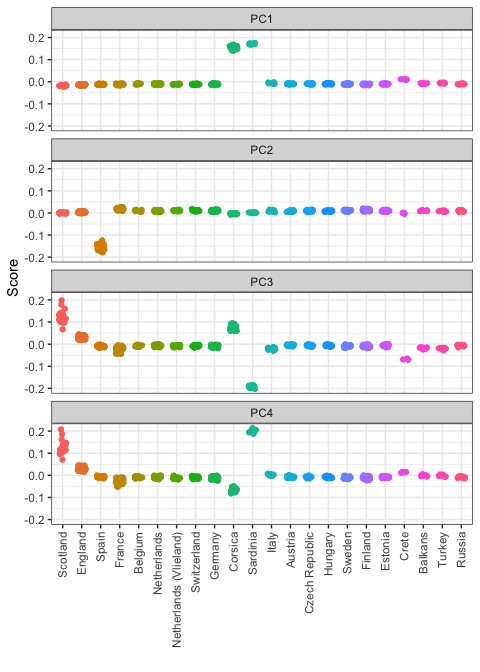 PC1
0.2
0.1
0.0
-0.1
-0.2
PC2
0.2
0.1
0.0
-0.1
-0.2
Score
PC3
0.2
0.1
0.0
-0.1
-0.2
PC4
0.2
0.1
0.0
-0.1
-0.2
Scotland
England
Spain
France
Belgium
Netherlands
Netherlands (Vlieland)
Switzerland
Germany
Corsica
Sardinia
Italy
Austria
Czech Republic
Hungary
Sweden
Finland
Estonia
Crete
Balkans
Turkey
Russia